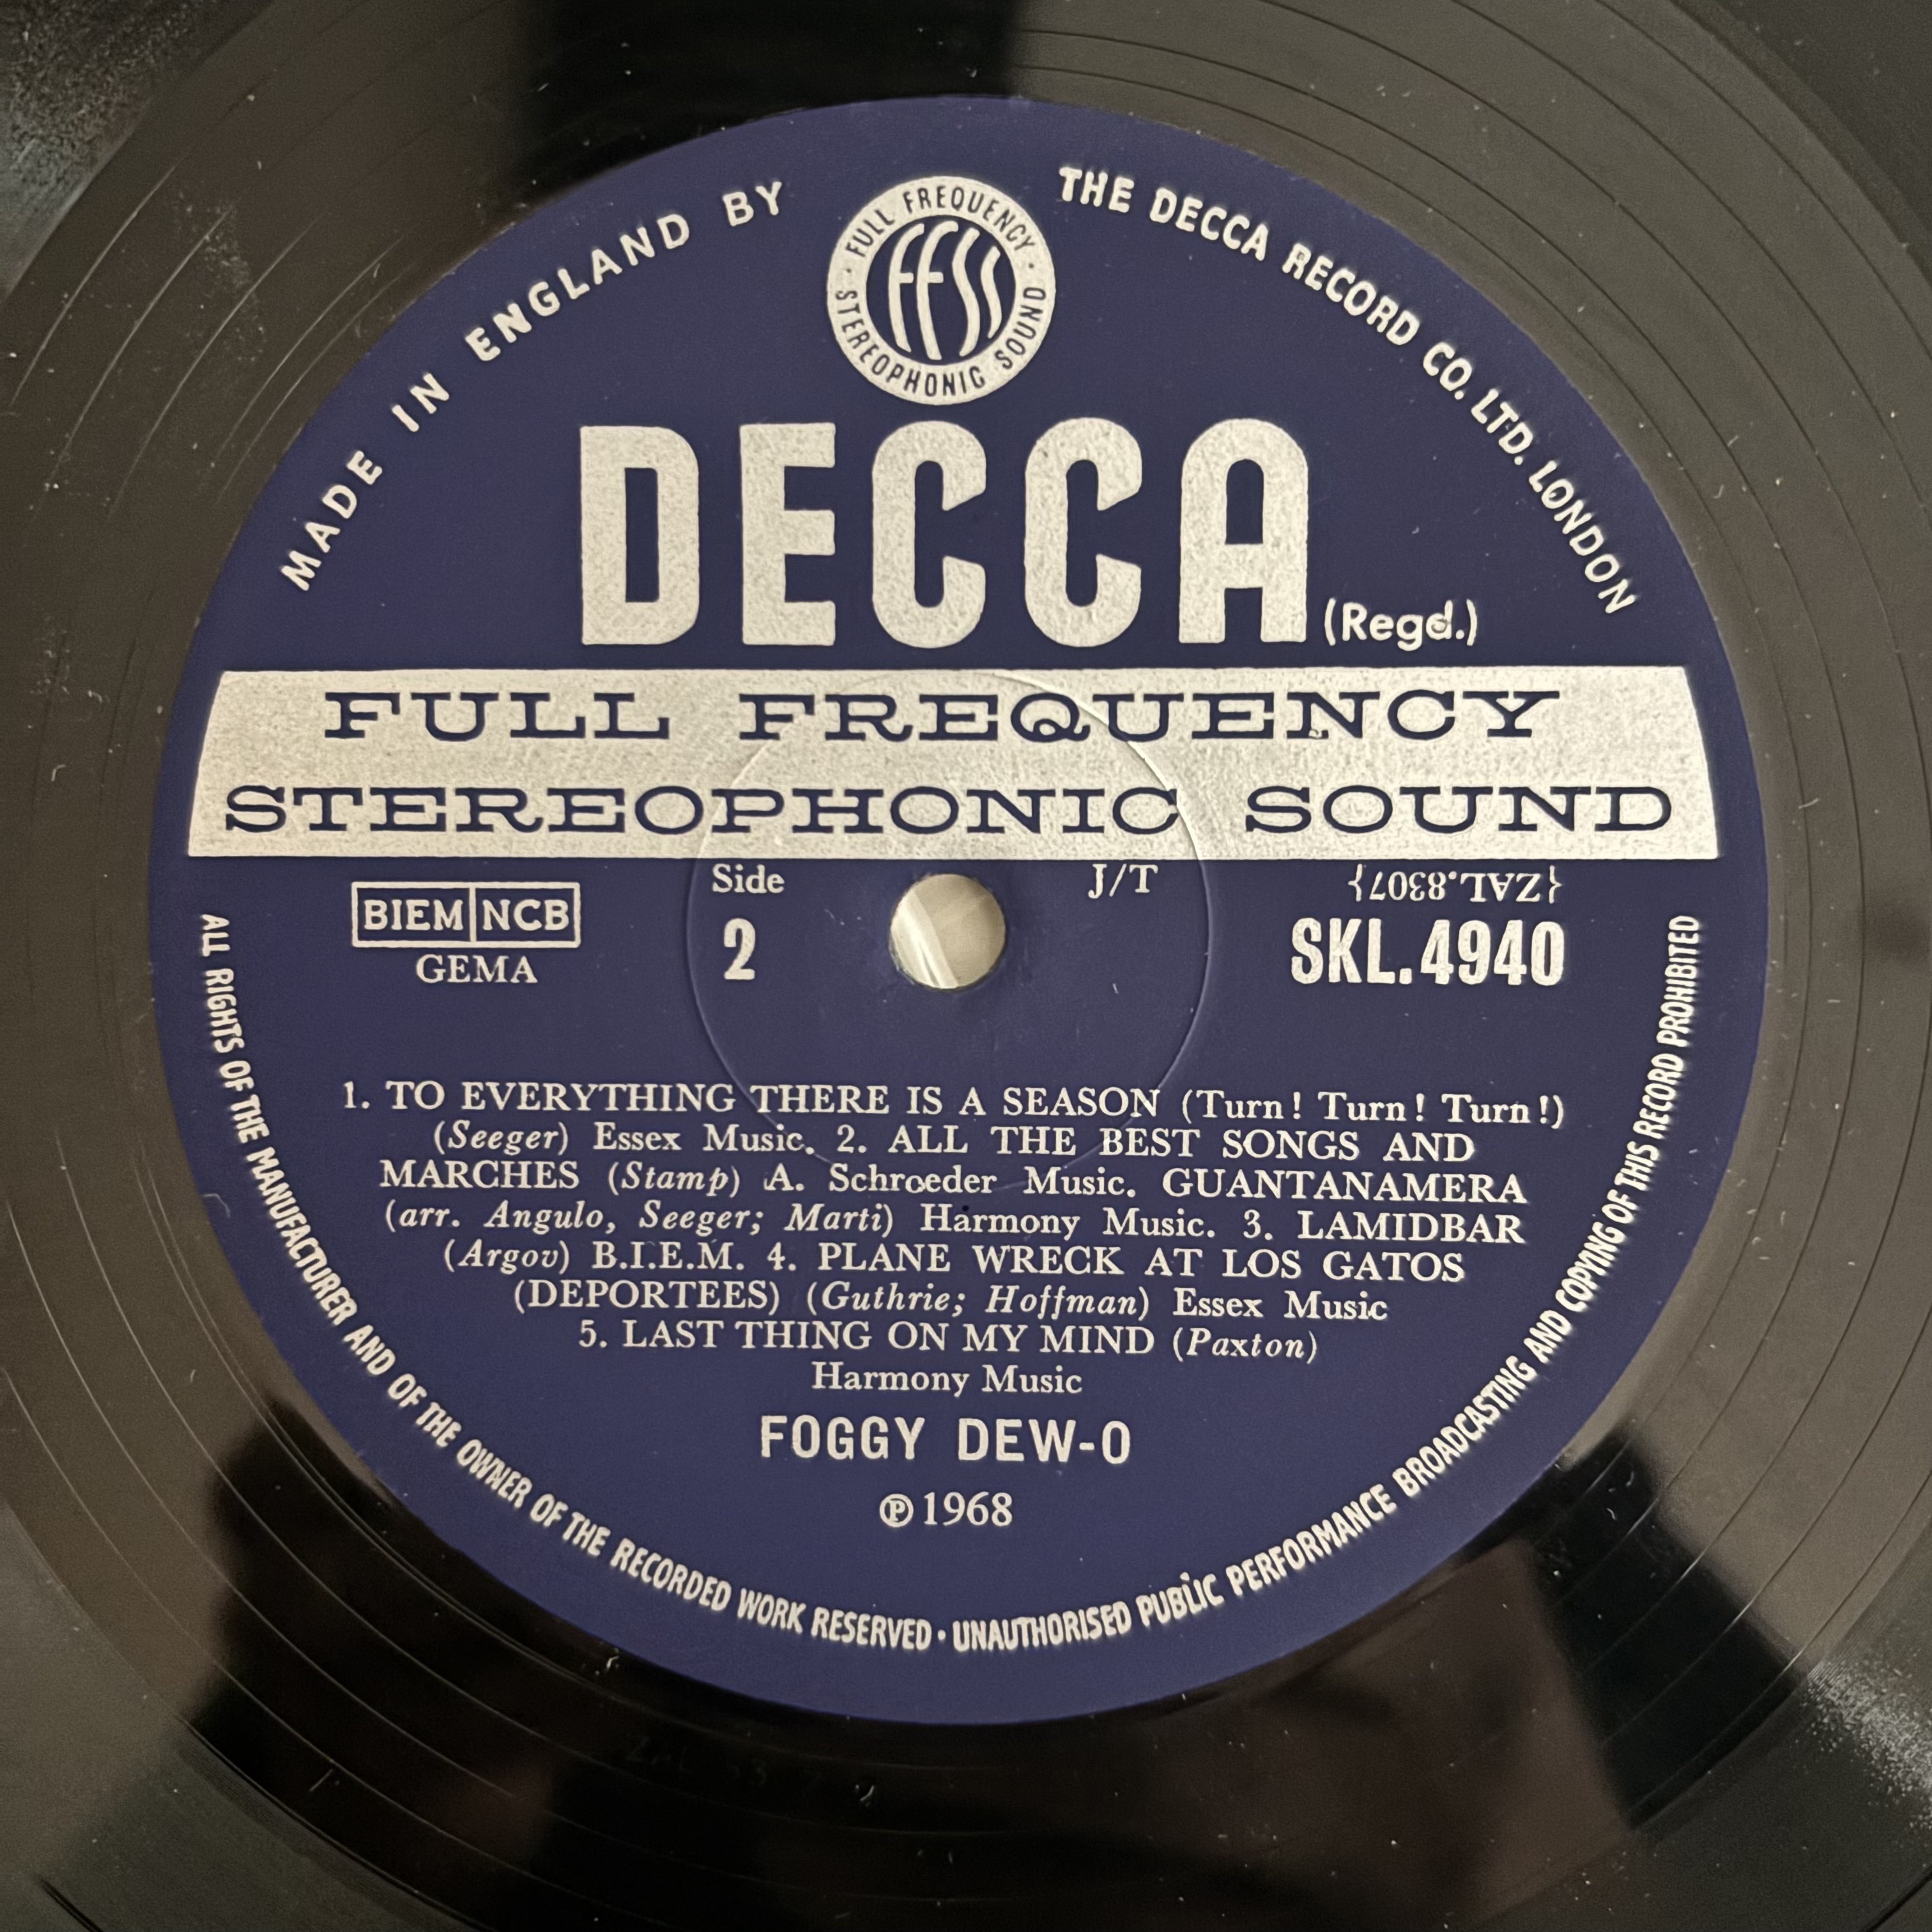 MADE IN ENGLAND BY
THE DECCA RECORD CO. LTD. LONDON
· FULL FREQUENCY ·
STEREOPHONIC SOUND
ffss
DECCA (Regd.)
FULL FREQUENCY
STEREOPHONIC SOUND
BIEM NCB
GEMA
Side
2
J/T
{ZAL.8307}
SKL.4940
1. TO EVERYTHING THERE IS A SEASON (Turn! Turn! Turn!)
(Seeger) Essex Music. 2. ALL THE BEST SONGS AND
MARCHES (Stamp) A. Schroeder Music. GUANTANAMERA
(arr. Angulo, Seeger; Marti) Harmony Music. 3. LAMIDBAR
(Argov) B.I.E.M. 4. PLANE WRECK AT LOS GATOS
(DEPORTEES) (Guthrie; Hoffman) Essex Music
5. LAST THING ON MY MIND (Paxton)
Harmony Music
FOGGY DEW-O
℗1968
ALL RIGHTS OF THE MANUFACTURER AND OF THE OWNER OF THE RECORDED WORK RESERVED · UNAUTHORISED PUBLIC PERFORMANCE BROADCASTING AND COPYING OF THIS RECORD PROHIBITED